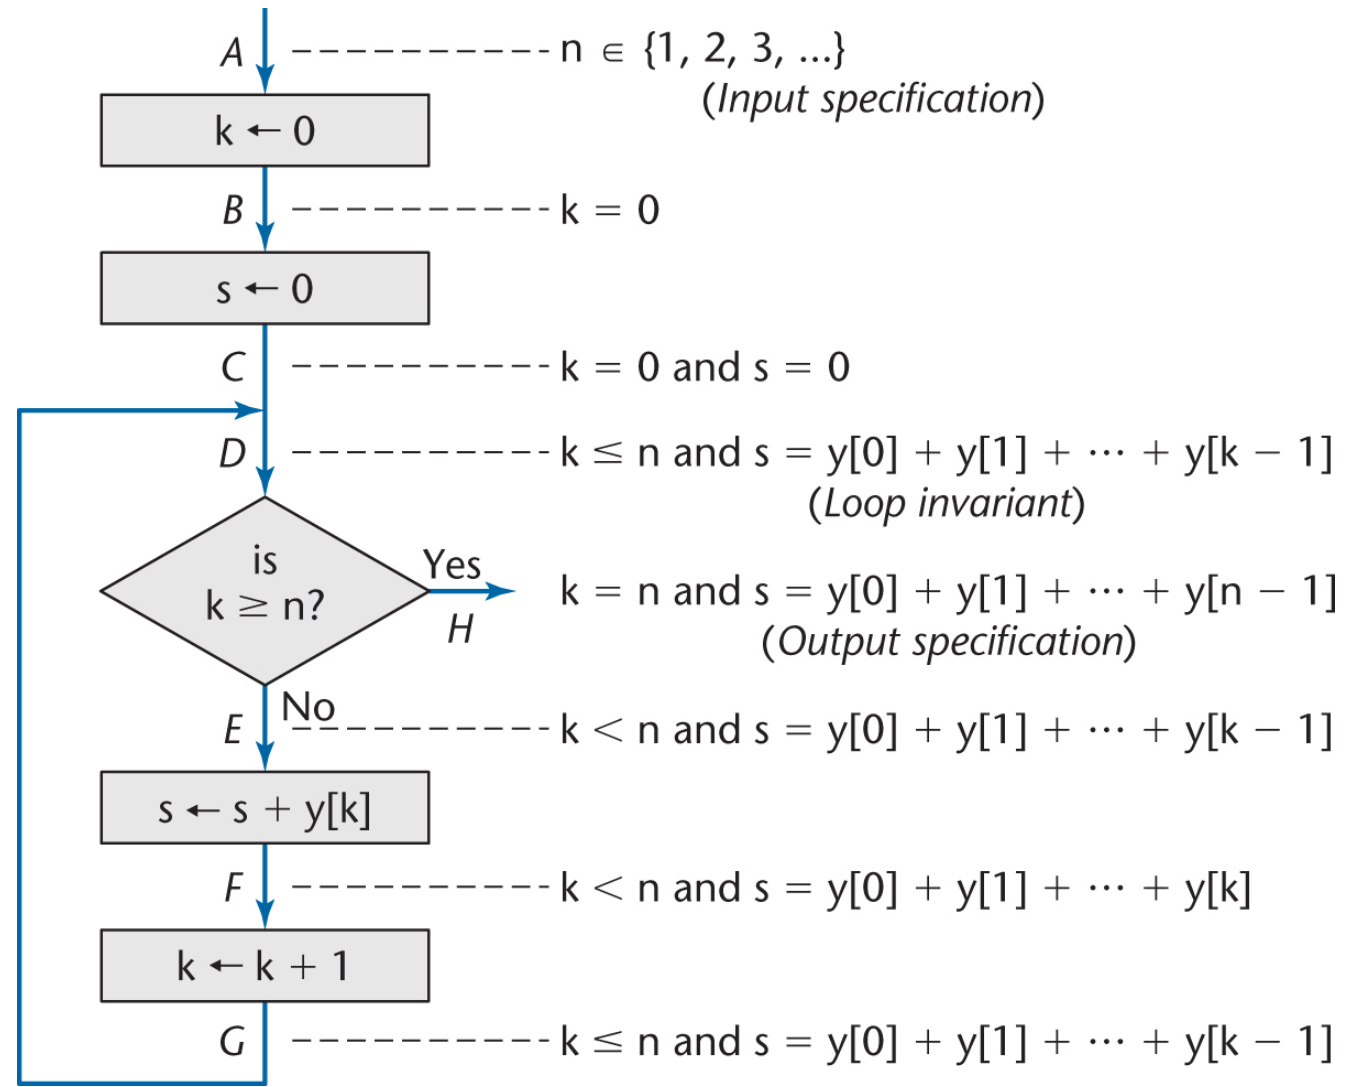 A
n ∈ {1, 2, 3, ...}
(Input specification)
k ← 0
B
k = 0
s ← 0
C
k = 0 and s = 0
D
k ≤ n and s = y[0] + y[1] + ··· + y[k − 1]
(Loop invariant)
is
k ≥ n?
Yes
H
k = n and s = y[0] + y[1] + ··· + y[n − 1]
(Output specification)
No
E
k < n and s = y[0] + y[1] + ··· + y[k − 1]
s ← s + y[k]
F
k < n and s = y[0] + y[1] + ··· + y[k]
k ← k + 1
G
k ≤ n and s = y[0] + y[1] + ··· + y[k − 1]